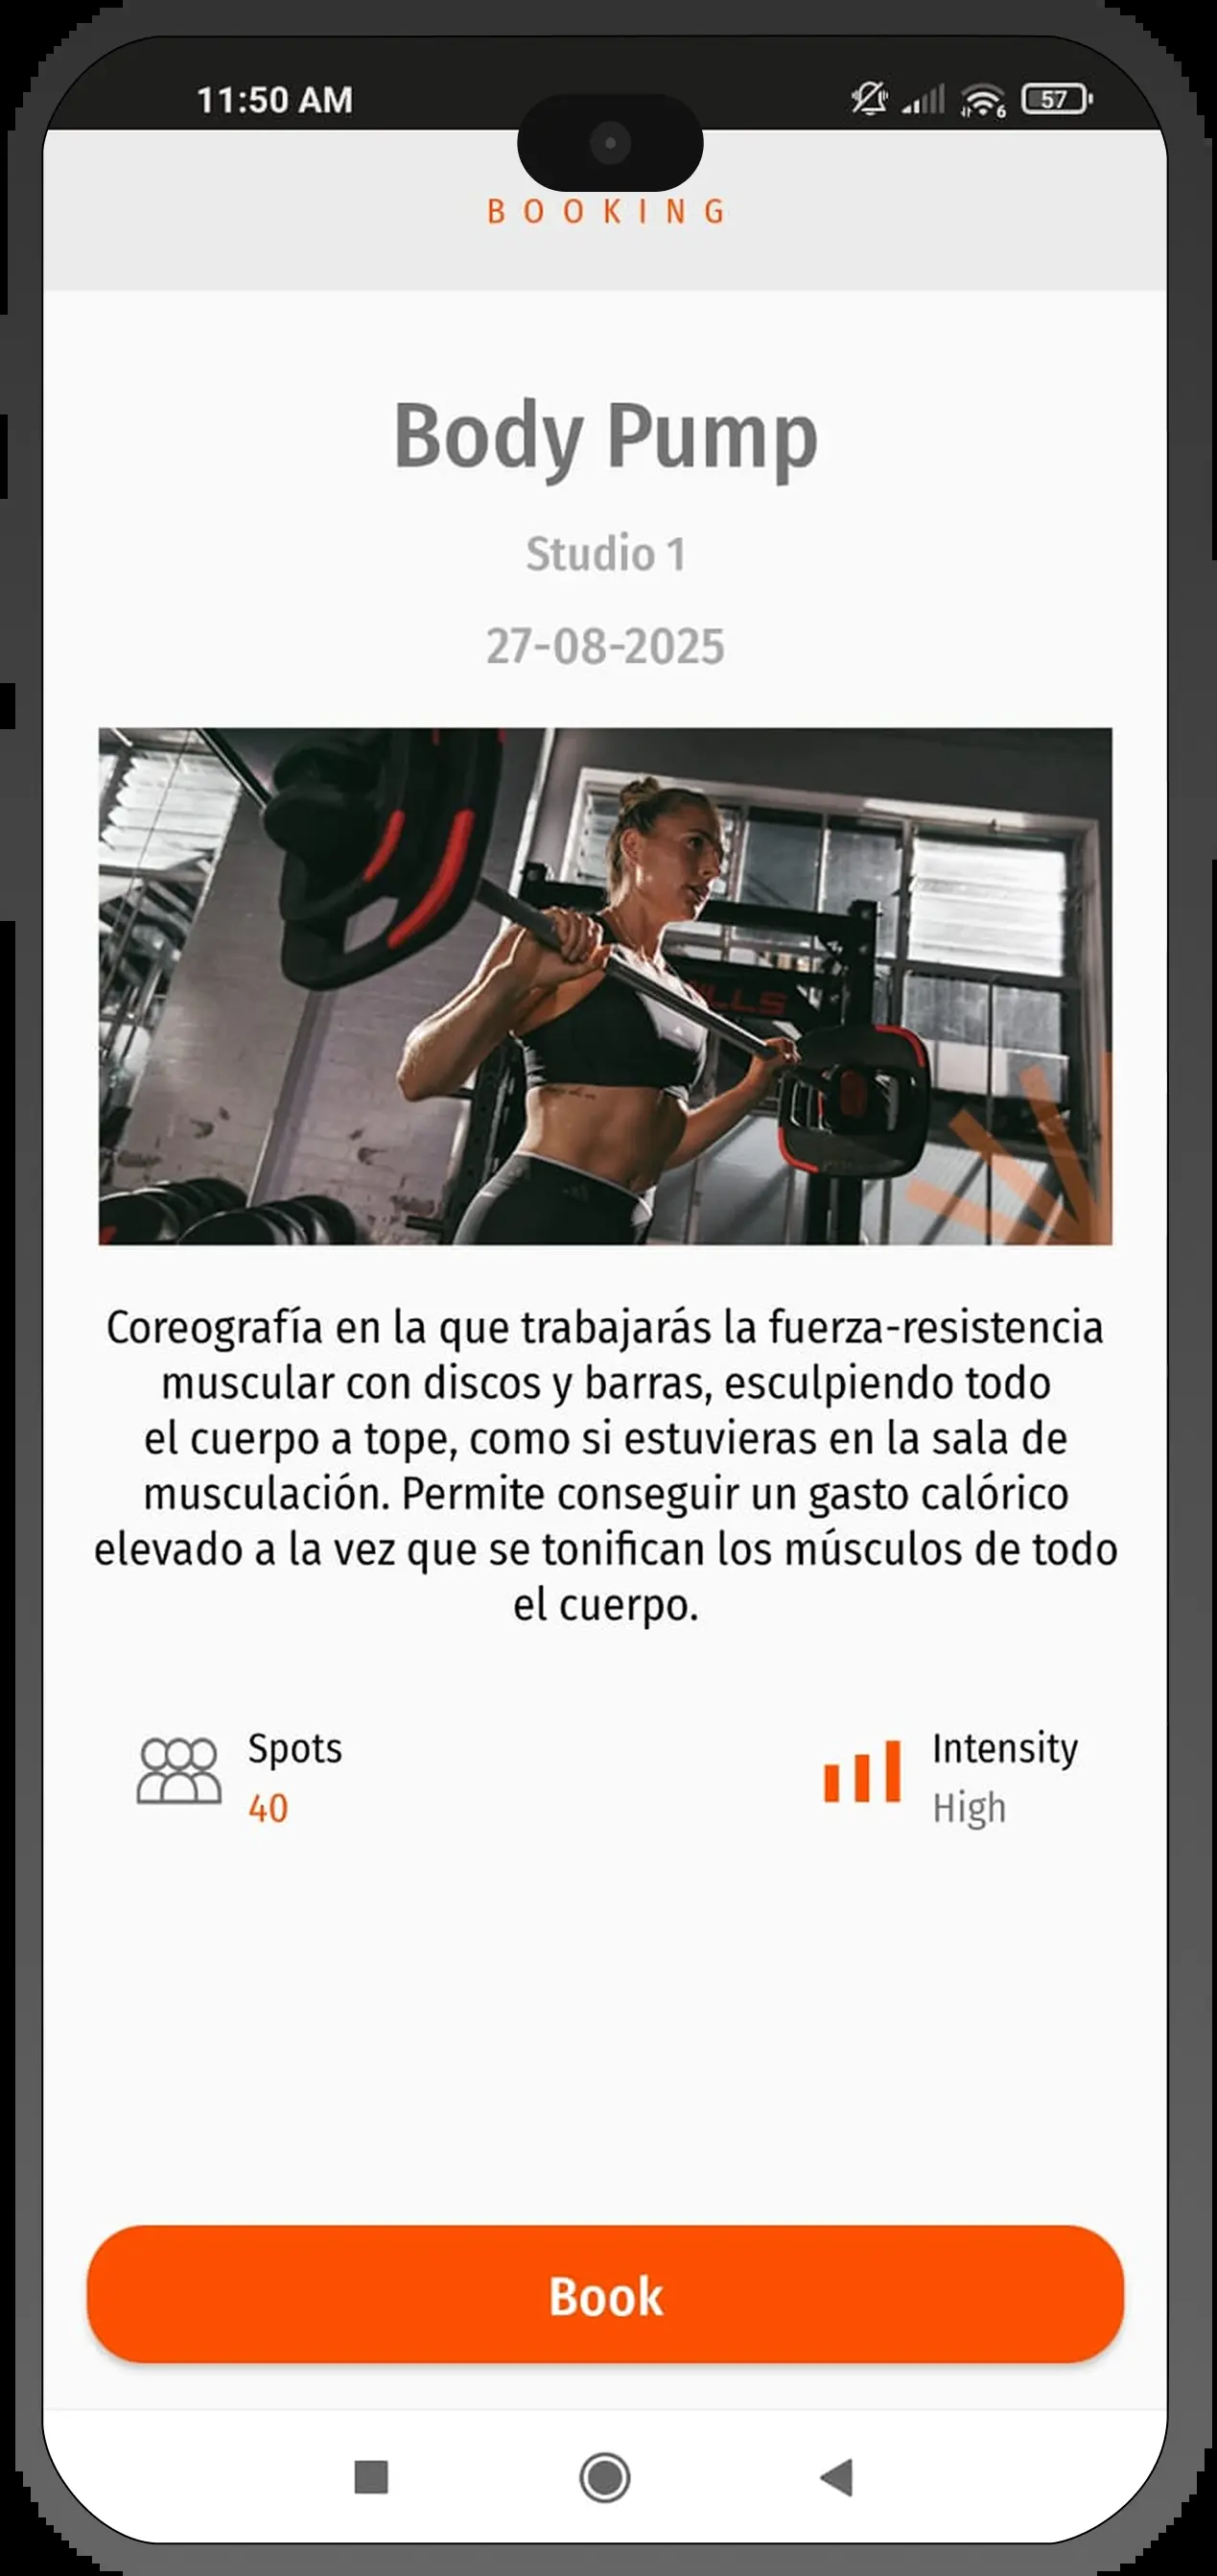 11:50 AM
6
57
BOOKING
Body Pump
Studio 1
27-08-2025
Coreografía en la que trabajarás la fuerza-resistencia
muscular con discos y barras, esculpiendo todo
el cuerpo a tope, como si estuvieras en la sala de
musculación. Permite conseguir un gasto calórico
elevado a la vez que se tonifican los músculos de todo
el cuerpo.
Spots
40
Intensity
High
Book